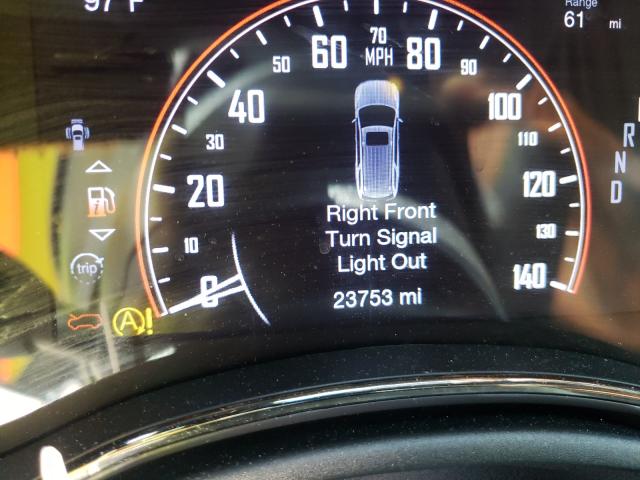 97 F
Range
61 mi
70
MPH
60
80
50
90
40
100
30
110
20
120
10
130
0
140
Right Front
Turn Signal
Light Out
23753 mi
trip
A!
R
N
D